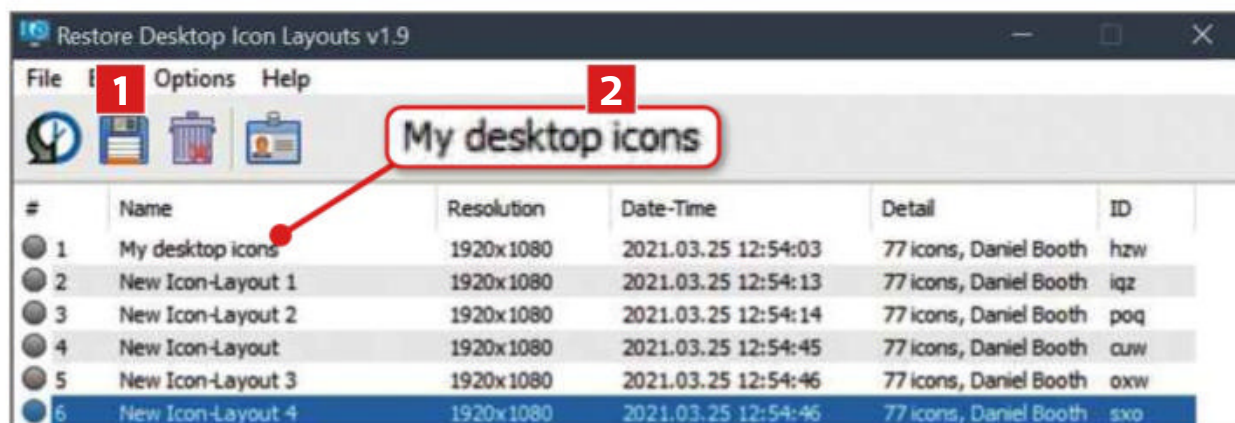 Restore Desktop Icon Layouts v1.9
File Options Help
1 2
My desktop icons
# Name Resolution Date-Time Detail ID
1 My desktop icons 1920x1080 2021.03.25 12:54:03 77 icons, Daniel Booth hzw
2 New Icon-Layout 1 1920x1080 2021.03.25 12:54:13 77 icons, Daniel Booth iqz
3 New Icon-Layout 2 1920x1080 2021.03.25 12:54:14 77 icons, Daniel Booth poq
4 New Icon-Layout 1920x1080 2021.03.25 12:54:45 77 icons, Daniel Booth cuw
5 New Icon-Layout 3 1920x1080 2021.03.25 12:54:46 77 icons, Daniel Booth oxw
6 New Icon-Layout 4 1920x1080 2021.03.25 12:54:46 77 icons, Daniel Booth sxo